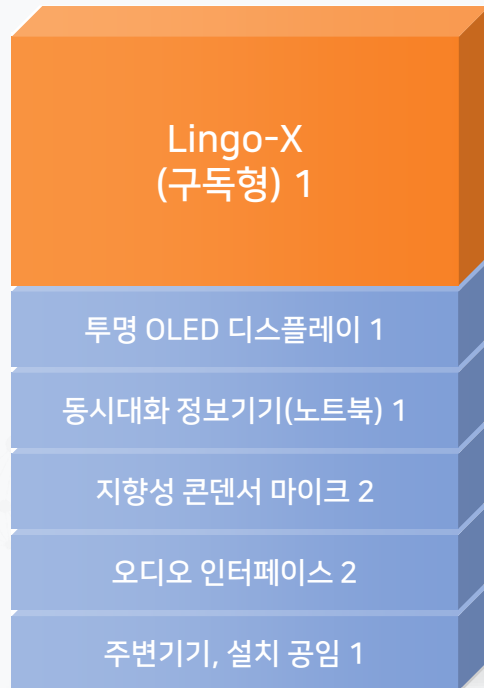 Lingo-X
(구독형) 1
투명 OLED 디스플레이 1
동시대화 정보기기(노트북) 1
지향성 콘덴서 마이크 2
오디오 인터페이스 2
주변기기, 설치 공임 1